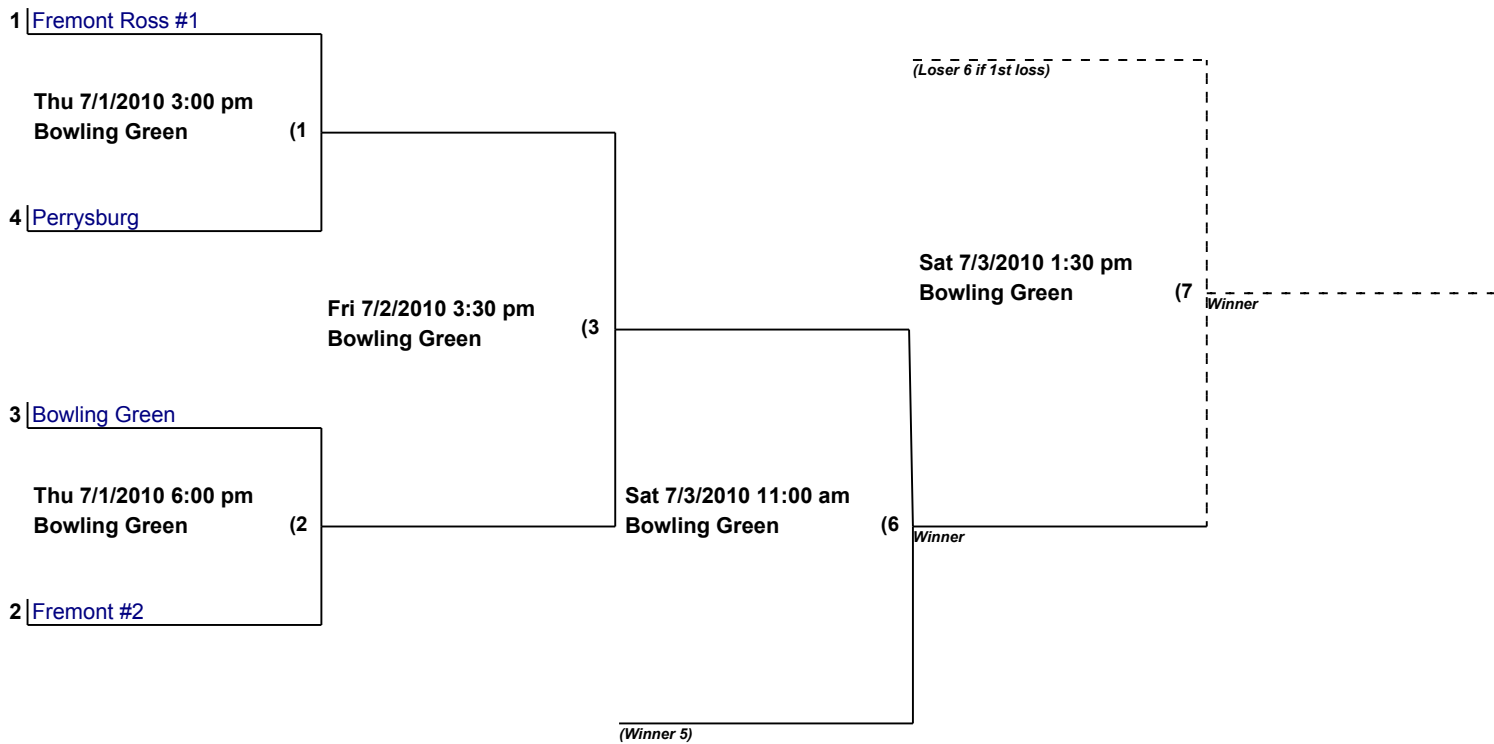 1 Fremont Ross #1
(Loser 6 if 1st loss)
Thu 7/1/2010 3:00 pm
Bowling Green (1
4 Perrysburg
Sat 7/3/2010 1:30 pm
Bowling Green (7
Winner
Fri 7/2/2010 3:30 pm
Bowling Green (3
3 Bowling Green
Thu 7/1/2010 6:00 pm
Bowling Green (2
Sat 7/3/2010 11:00 am
Bowling Green (6
Winner
2 Fremont #2
(Winner 5)